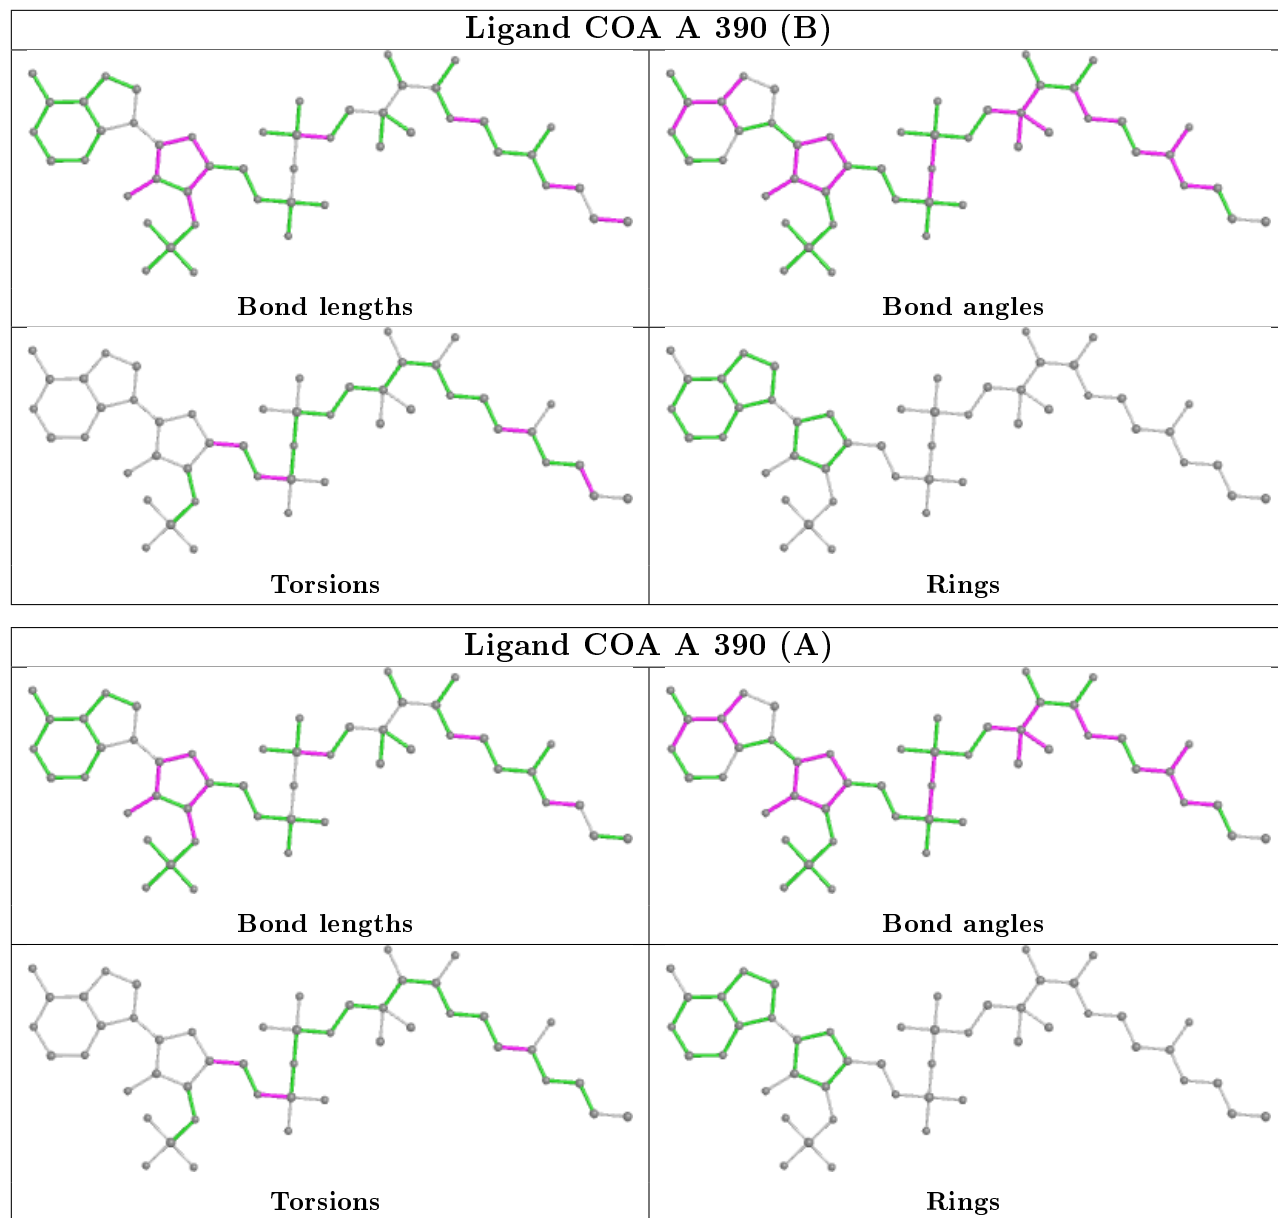 Ligand COA A 390 (B)
Bond lengths
Bond angles
Torsions
Rings
Ligand COA A 390 (A)
Bond lengths
Bond angles
Torsions
Rings